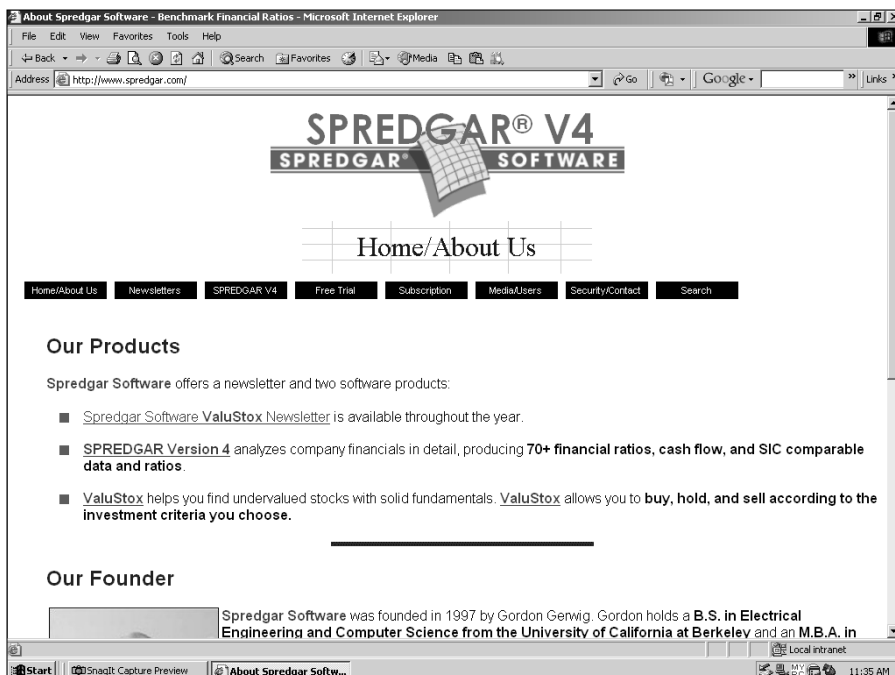 About Spredgar Software - Benchmark Financial Ratios - Microsoft Internet Explorer
File Edit View Favorites Tools Help
Back Search Favorites Media
Address http://www.spredgar.com/ Go Google Links
SPREDGAR® V4
SPREDGAR® SOFTWARE
Home/About Us
Home/About Us Newsletters SPREDGAR V4 Free Trial Subscription Media/Users Security/Contact Search
Our Products
Spredgar Software offers a newsletter and two software products:
Spredgar Software ValuStox Newsletter is available throughout the year.
SPREDGAR Version 4 analyzes company financials in detail, producing 70+ financial ratios, cash flow, and SIC comparable
data and ratios.
ValuStox helps you find undervalued stocks with solid fundamentals. ValuStox allows you to buy, hold, and sell according to the
investment criteria you choose.
Our Founder
Spredgar Software was founded in 1997 by Gordon Gerwig. Gordon holds a B.S. in Electrical
Engineering and Computer Science from the University of California at Berkeley and an M.B.A. in
Local intranet
Start SnagIt Capture Preview About Spredgar Softw... 11:35 AM